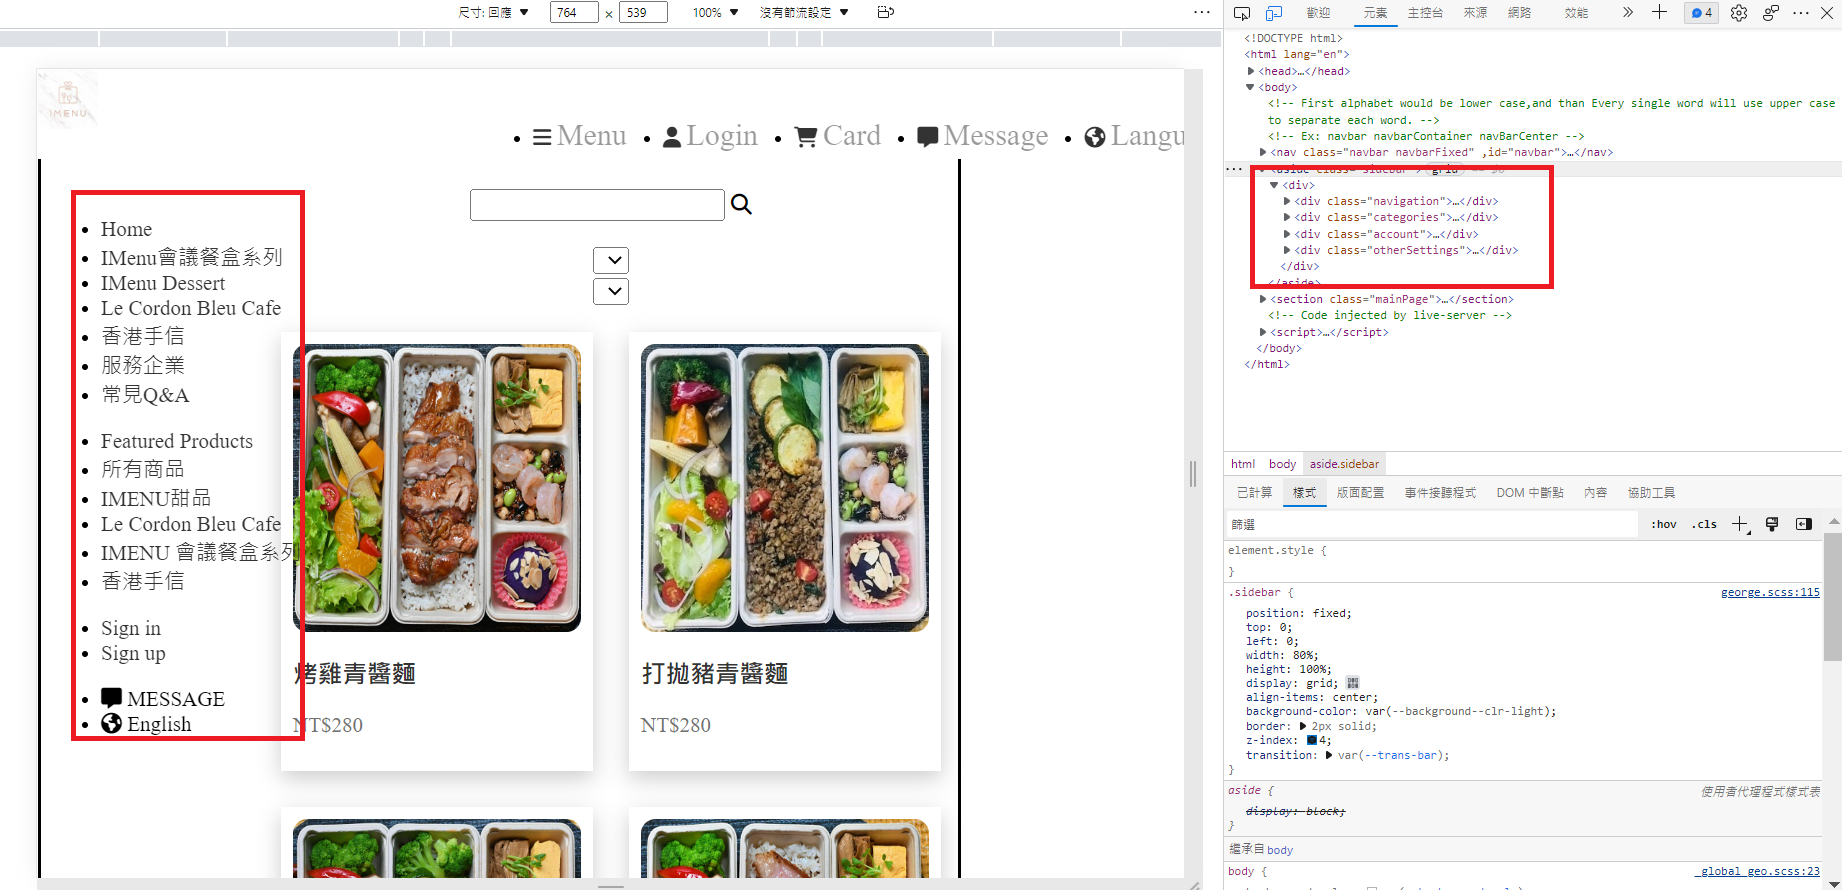 尺寸: 回應 ▼ 764 × 539 100% ▼ 沒有節流設定 ▼
歡迎 元素 主控台 來源 網路 效能 4
IMENU
Menu
Login
Card
Message
Langu
Home
IMenu會議餐盒系列
IMenu Dessert
Le Cordon Bleu Cafe
香港手信
服務企業
常見Q&A
Featured Products
所有商品
IMENU甜品
Le Cordon Bleu Cafe
IMENU 會議餐盒系列
香港手信
Sign in
Sign up
MESSAGE
English
烤雞青醬麵
NT$280
打拋豬青醬麵
NT$280
<!DOCTYPE html>
<html lang="en">
<head>…</head>
<body>
<!-- First alphabet would be lower case,and than Every single word will use upper case
to separate each word. -->
<!-- Ex: navbar navbarContainer navBarCenter -->
<nav class="navbar navbarFixed" ,id="navbar">…</nav>
<aside class="sidebar"> grid == $0
<div>
<div class="navigation">…</div>
<div class="categories">…</div>
<div class="account">…</div>
<div class="otherSettings">…</div>
</div>
</aside>
<section class="mainPage">…</section>
<!-- Code injected by live-server -->
<script>…</script>
</body>
</html>
html body aside.sidebar
已計算 樣式 版面配置 事件接聽程式 DOM 中斷點 內容 協助工具
篩選 :hov .cls
element.style {
}
.sidebar { george.scss:115
position: fixed;
top: 0;
left: 0;
width: 80%;
height: 100%;
display: grid;
align-items: center;
background-color: var(--background--clr-light);
border: 2px solid;
z-index: 4;
transition: var(--trans-bar);
}
aside { 使用者代理程式樣式表
display: block;
}
繼承自 body
body { _global_geo.scss:23